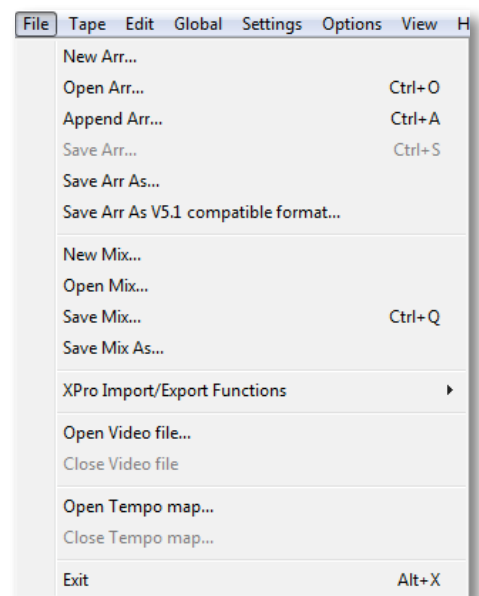 File Tape Edit Global Settings Options View H
New Arr...
Open Arr... Ctrl+O
Append Arr... Ctrl+A
Save Arr... Ctrl+S
Save Arr As...
Save Arr As V5.1 compatible format...
New Mix...
Open Mix...
Save Mix... Ctrl+Q
Save Mix As...
XPro Import/Export Functions
Open Video file...
Close Video file
Open Tempo map...
Close Tempo map...
Exit Alt+X